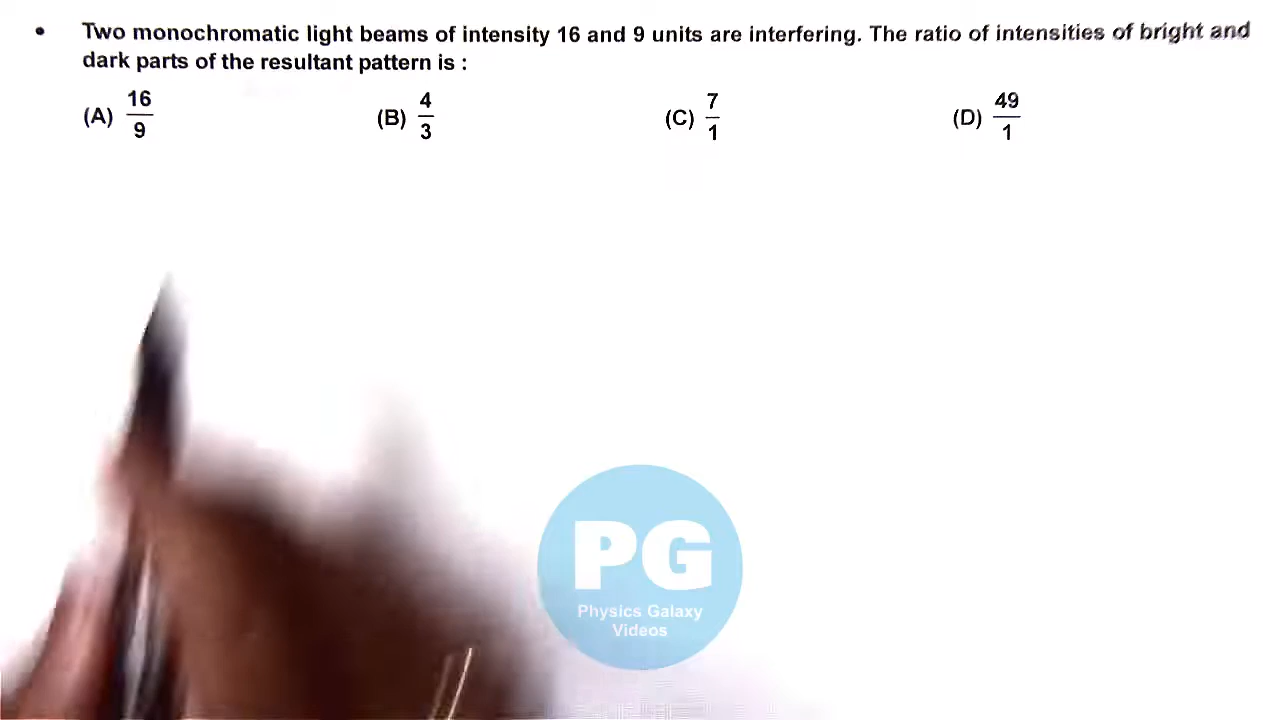 • Two monochromatic light beams of intensity 16 and 9 units are interfering. The ratio of intensities of bright and
dark parts of the resultant pattern is :
(A) 16/9 (B) 4/3 (C) 7/1 (D) 49/1
PG
Physics Galaxy
Videos